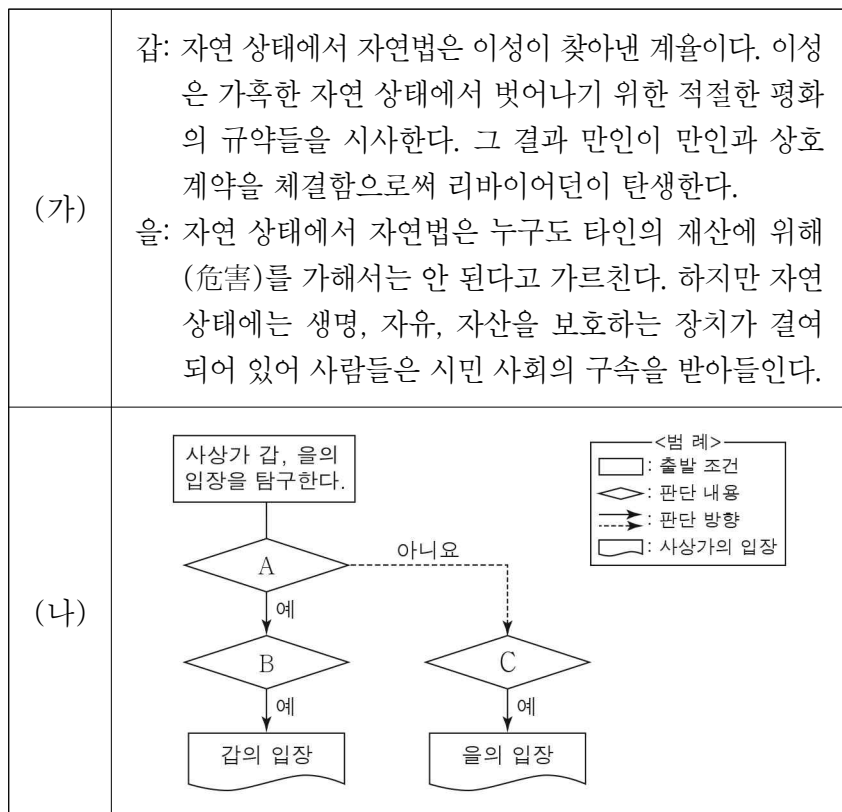 (가)
갑: 자연 상태에서 자연법은 이성이 찾아낸 계율이다. 이성
은 가혹한 자연 상태에서 벗어나기 위한 적절한 평화
의 규약들을 시사한다. 그 결과 만인이 만인과 상호
계약을 체결함으로써 리바이어던이 탄생한다.
을: 자연 상태에서 자연법은 누구도 타인의 재산에 위해
(危害)를 가해서는 안 된다고 가르친다. 하지만 자연
상태에는 생명, 자유, 자산을 보호하는 장치가 결여
되어 있어 사람들은 시민 사회의 구속을 받아들인다.
(나)
사상가 갑, 을의
입장을 탐구한다.
<범 례>
: 출발 조건
: 판단 내용
: 판단 방향
: 사상가의 입장
A
아니요
예
B
C
예
예
갑의 입장
을의 입장